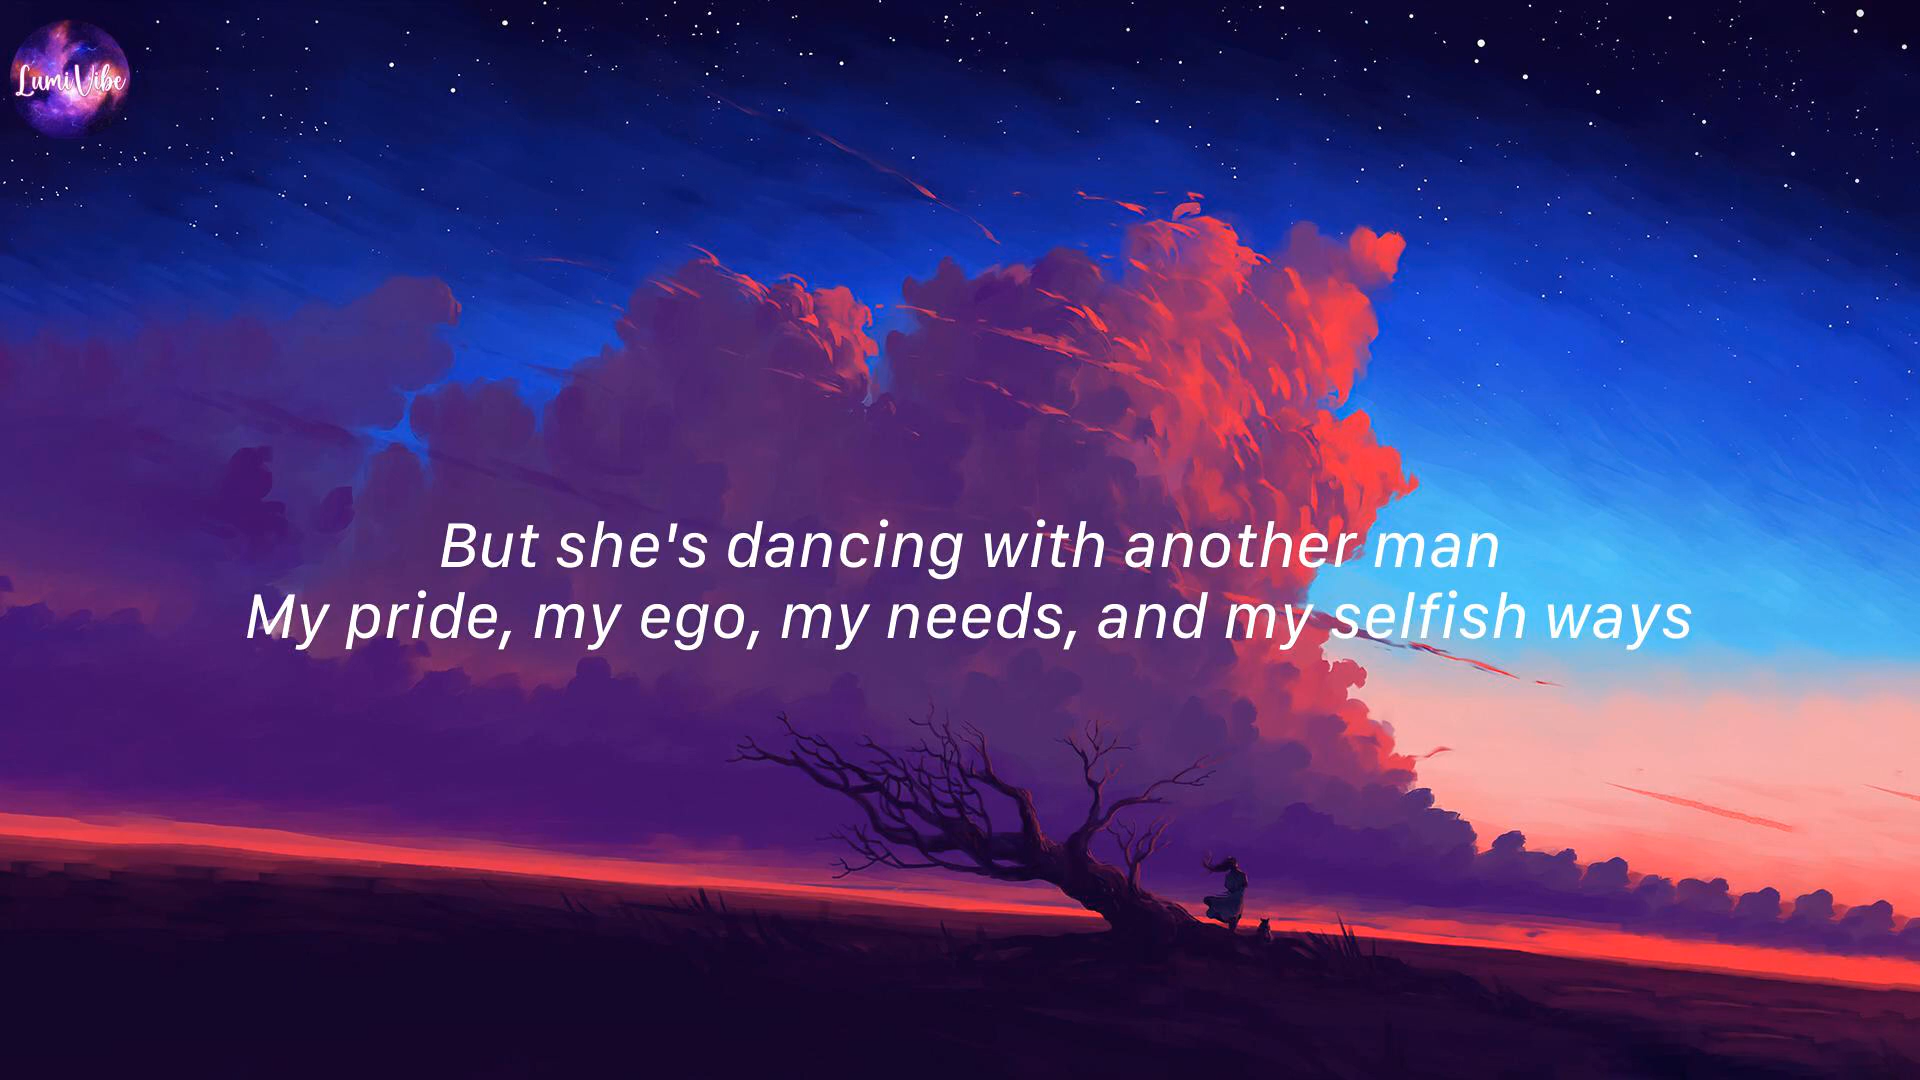 LumiVibe
But she's dancing with another man
My pride, my ego, my needs, and my selfish ways